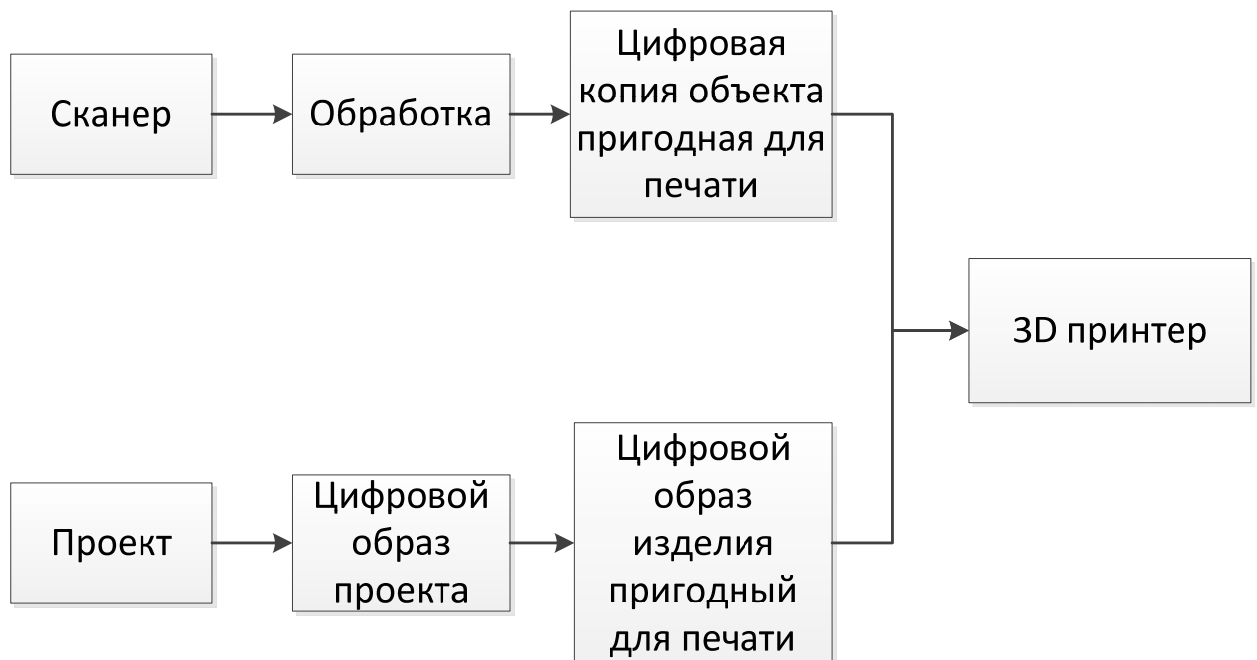 Сканер
Обработка
Цифровая
копия объекта
пригодная для
печати
3D принтер
Проект
Цифровой
образ
проекта
Цифровой
образ
изделия
пригодный
для печати